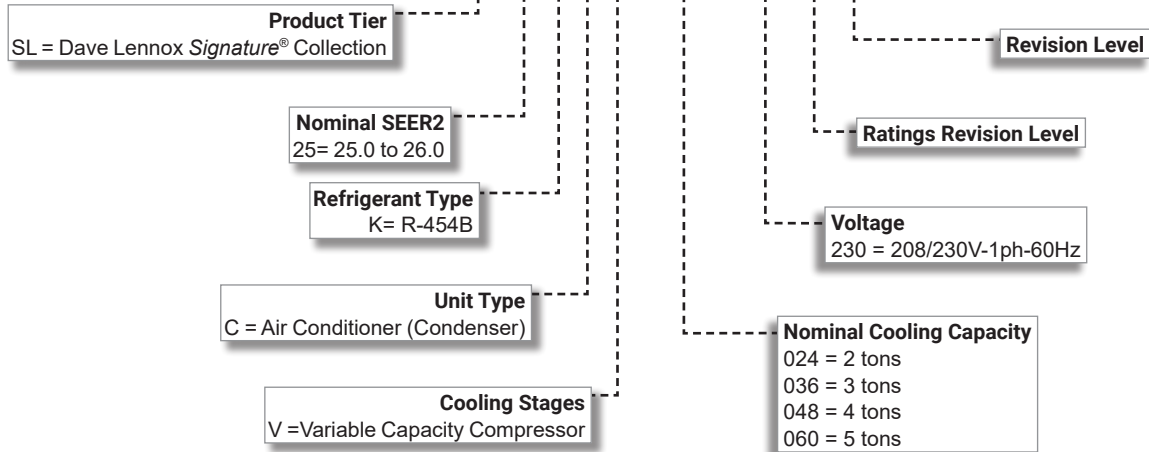 Product Tier
SL = Dave Lennox Signature® Collection
Revision Level
Nominal SEER2
25= 25.0 to 26.0
Ratings Revision Level
Refrigerant Type
K= R-454B
Voltage
230 = 208/230V-1ph-60Hz
Unit Type
C = Air Conditioner (Condenser)
Nominal Cooling Capacity
024 = 2 tons
036 = 3 tons
048 = 4 tons
060 = 5 tons
Cooling Stages
V =Variable Capacity Compressor